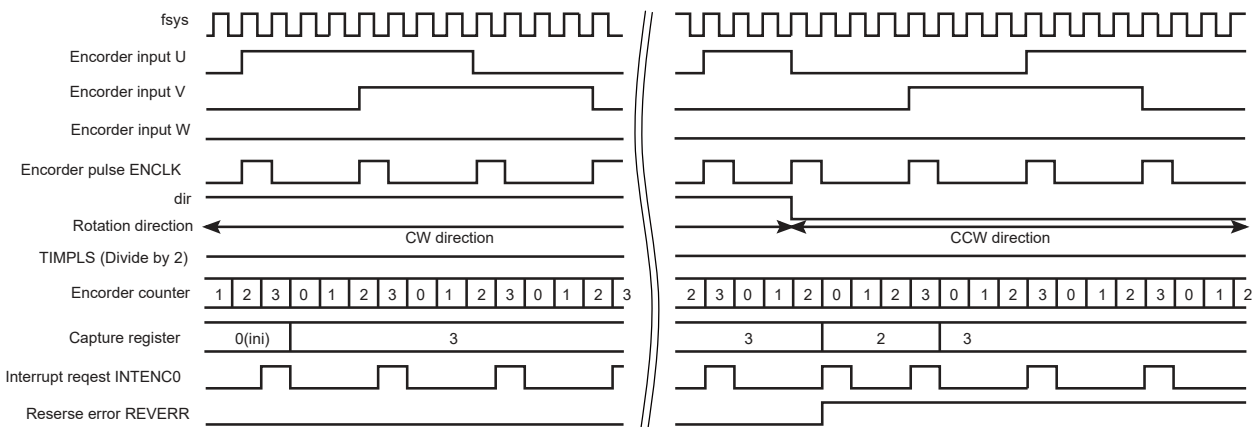 fsys
Encorder input U
Encorder input V
Encorder input W
Encorder pulse ENCLK
dir
Rotation direction
CW direction
CCW direction
TIMPLS (Divide by 2)
Encorder counter 1 2 3 0 1 2 3 0 1 2 3 0 1 2 3 2 3 0 1 2 0 1 2 3 0 1 2 3 0 1 2 3 0 1 2
Capture register 0(ini) 3 3 2 3
Interrupt reqest INTENC0
Reserse error REVERR